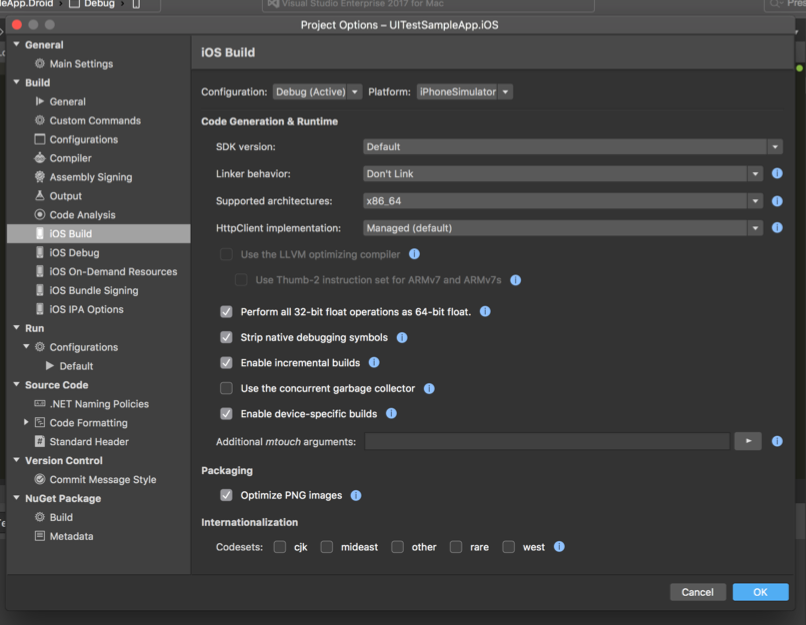 eApp.Droid
Debug
Visual Studio Enterprise 2017 for Mac
Pres
Project Options – UITestSampleApp.iOS
General
Main Settings
Build
General
Custom Commands
Configurations
Compiler
Assembly Signing
Output
Code Analysis
iOS Build
iOS Debug
iOS On-Demand Resources
iOS Bundle Signing
iOS IPA Options
Run
Configurations
Default
Source Code
.NET Naming Policies
Code Formatting
Standard Header
Version Control
Commit Message Style
NuGet Package
Build
Metadata
iOS Build
Configuration: Debug (Active) Platform: iPhoneSimulator
Code Generation & Runtime
SDK version: Default
Linker behavior: Don't Link
Supported architectures: x86_64
HttpClient implementation: Managed (default)
Use the LLVM optimizing compiler
Use Thumb-2 instruction set for ARMv7 and ARMv7s
Perform all 32-bit float operations as 64-bit float.
Strip native debugging symbols
Enable incremental builds
Use the concurrent garbage collector
Enable device-specific builds
Additional mtouch arguments:
Packaging
Optimize PNG images
Internationalization
Codesets: cjk mideast other rare west
Cancel OK